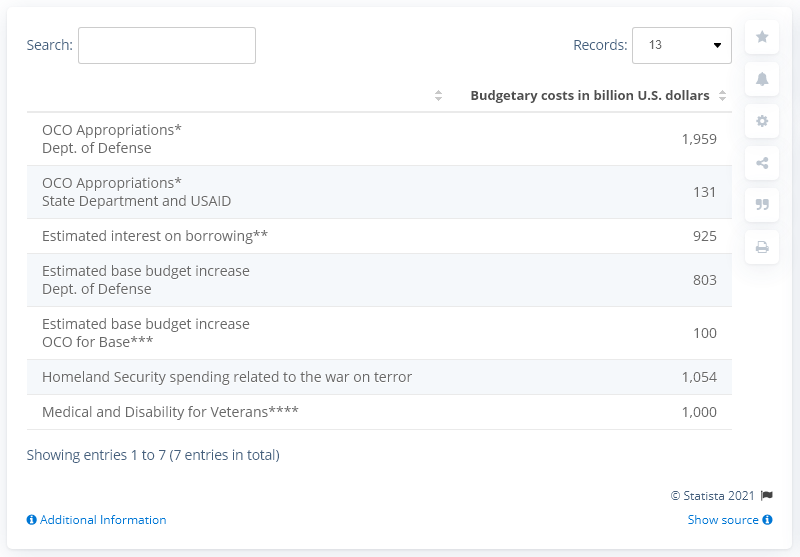 Search:
Records: 13
Budgetary costs in billion U.S. dollars
OCO Appropriations*
Dept. of Defense 1,959
OCO Appropriations*
State Department and USAID 131
Estimated interest on borrowing** 925
Estimated base budget increase
Dept. of Defense 803
Estimated base budget increase
OCO for Base*** 100
Homeland Security spending related to the war on terror 1,054
Medical and Disability for Veterans**** 1,000
Showing entries 1 to 7 (7 entries in total)
© Statista 2021
Additional Information
Show source